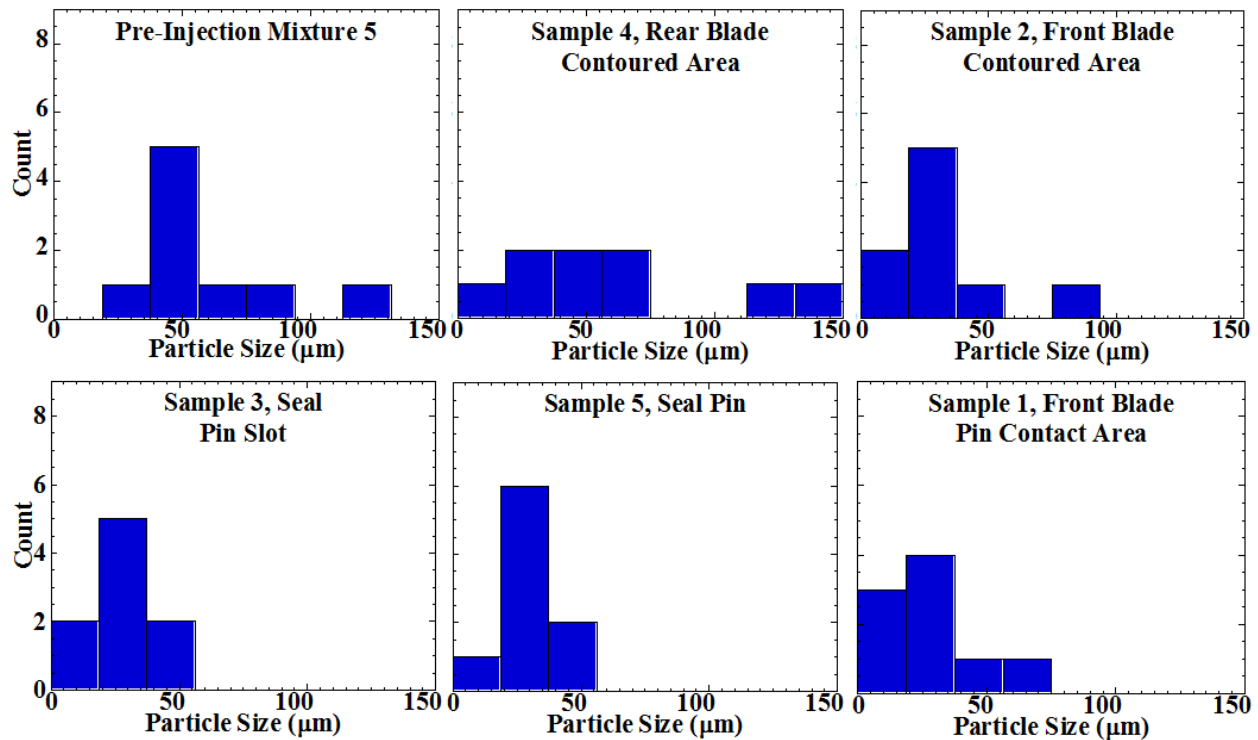 Pre-Injection Mixture 5
8
6
4
2
0
Count
0
50
100
150
Particle Size (µm)
Sample 4, Rear Blade
Contoured Area
0
50
100
150
Particle Size (µm)
Sample 2, Front Blade
Contoured Area
0
50
100
150
Particle Size (µm)
Sample 3, Seal
Pin Slot
8
6
4
2
0
Count
0
50
100
150
Particle Size (µm)
Sample 5, Seal Pin
0
50
100
150
Particle Size (µm)
Sample 1, Front Blade
Pin Contact Area
0
50
100
150
Particle Size (µm)